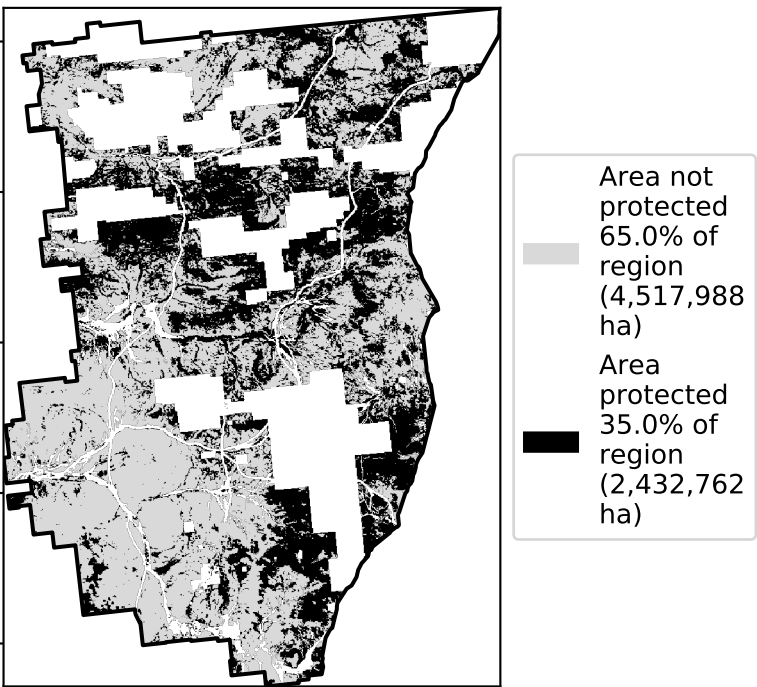 Area not
protected
65.0% of
region
(4,517,988
ha)
Area
protected
35.0% of
region
(2,432,762
ha)